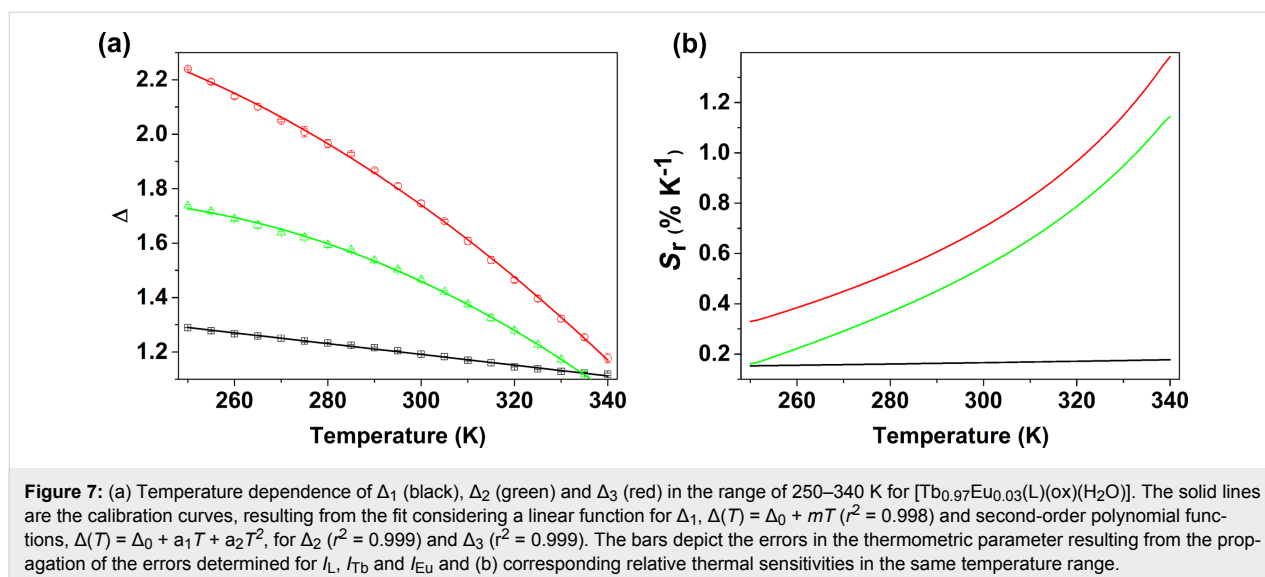 (a)
Δ
2.2
2.0
1.8
1.6
1.4
1.2
260 280 300 320 340
Temperature (K)
(b)
Sr (% K-1)
1.2
1.0
0.8
0.6
0.4
0.2
260 280 300 320 340
Temperature (K)
Figure 7: (a) Temperature dependence of Δ1 (black), Δ2 (green) and Δ3 (red) in the range of 250–340 K for [Tb0.97Eu0.03(L)(ox)(H2O)]. The solid lines
are the calibration curves, resulting from the fit considering a linear function for Δ1, Δ(T) = Δ0 + mT (r² = 0.998) and second-order polynomial func-
tions, Δ(T) = Δ0 + a1T + a2T², for Δ2 (r² = 0.999) and Δ3 (r² = 0.999). The bars depict the errors in the thermometric parameter resulting from the prop-
agation of the errors determined for IL, ITb and IEu and (b) corresponding relative thermal sensitivities in the same temperature range.